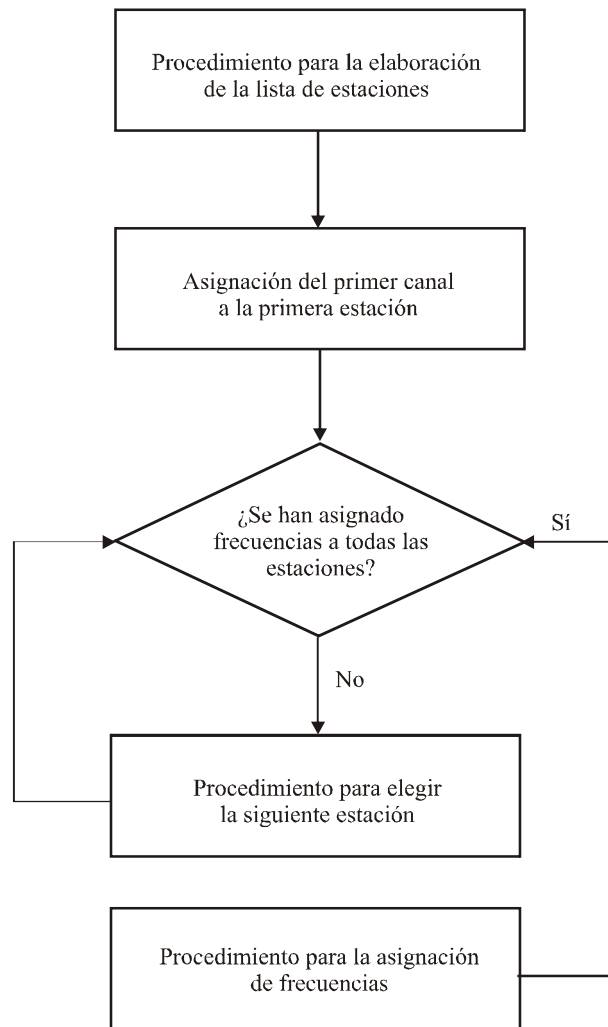 Procedimiento para la elaboración
de la lista de estaciones
Asignación del primer canal
a la primera estación
¿Se han asignado
frecuencias a todas las
estaciones?
Sí
No
Procedimiento para elegir
la siguiente estación
Procedimiento para la asignación
de frecuencias